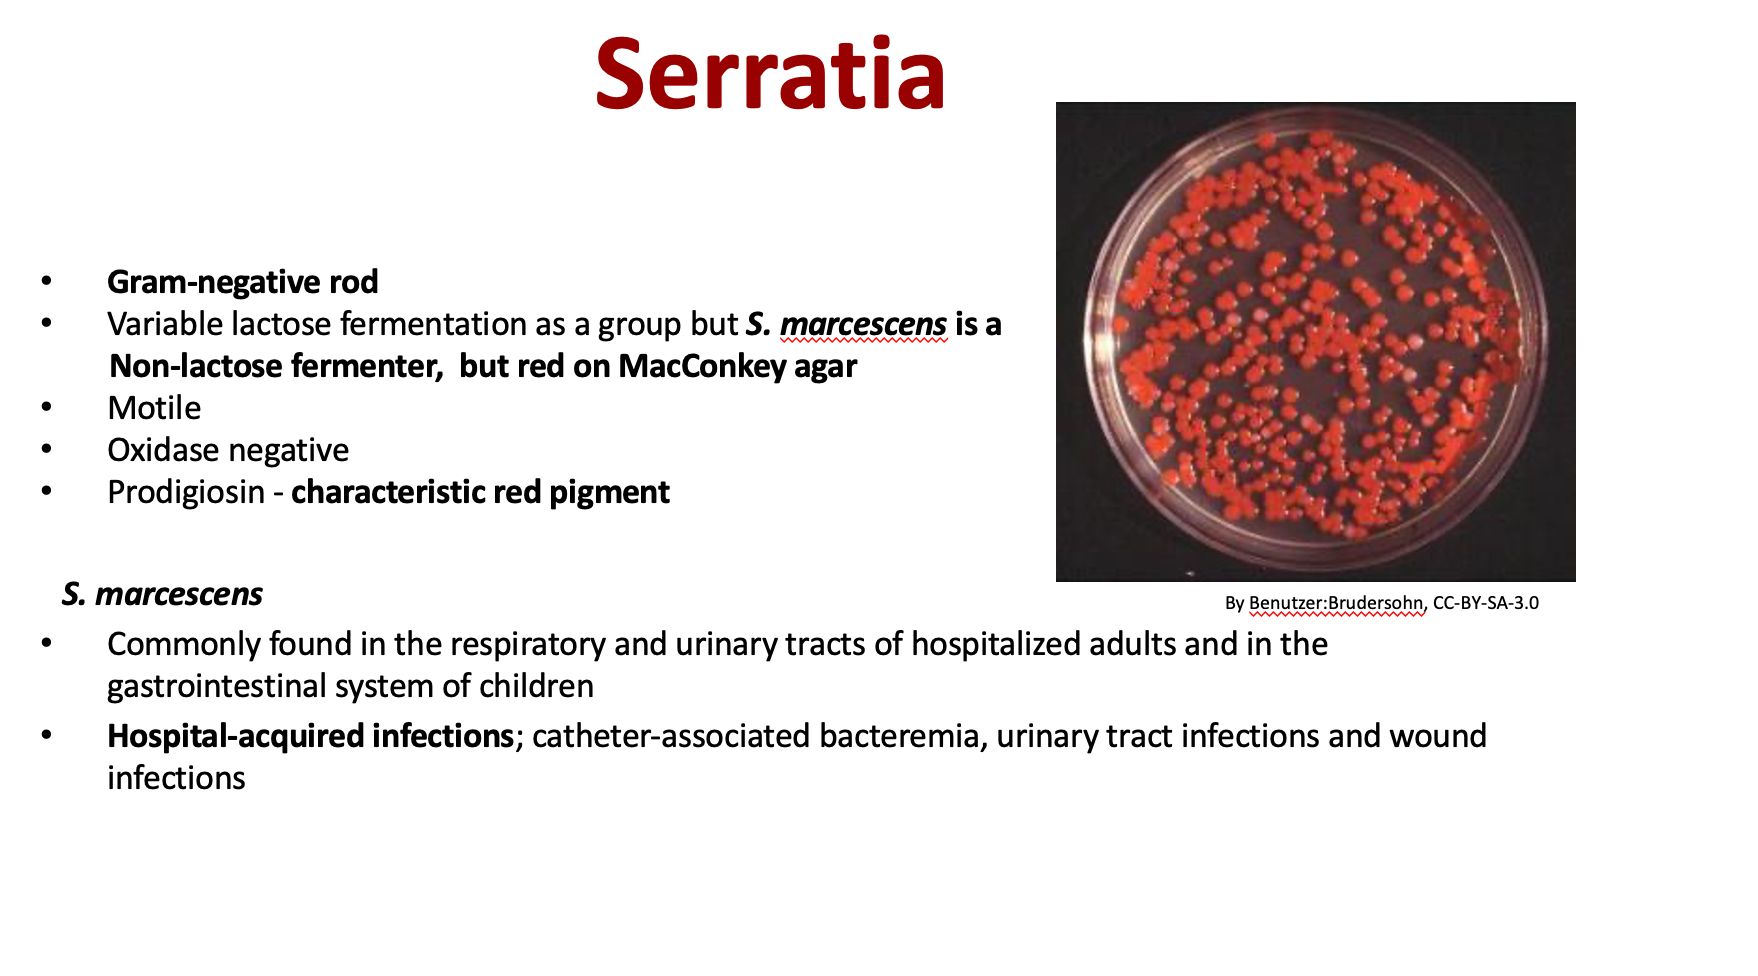 Serratia
• Gram-negative rod
• Variable lactose fermentation as a group but S. marcescens is a
Non-lactose fermenter,  but red on MacConkey agar
• Motile
• Oxidase negative
• Prodigiosin - characteristic red pigment
By Benutzer:Brudersohn, CC-BY-SA-3.0
S. marcescens
• Commonly found in the respiratory and urinary tracts of hospitalized adults and in the
gastrointestinal system of children
• Hospital-acquired infections; catheter-associated bacteremia, urinary tract infections and wound
infections